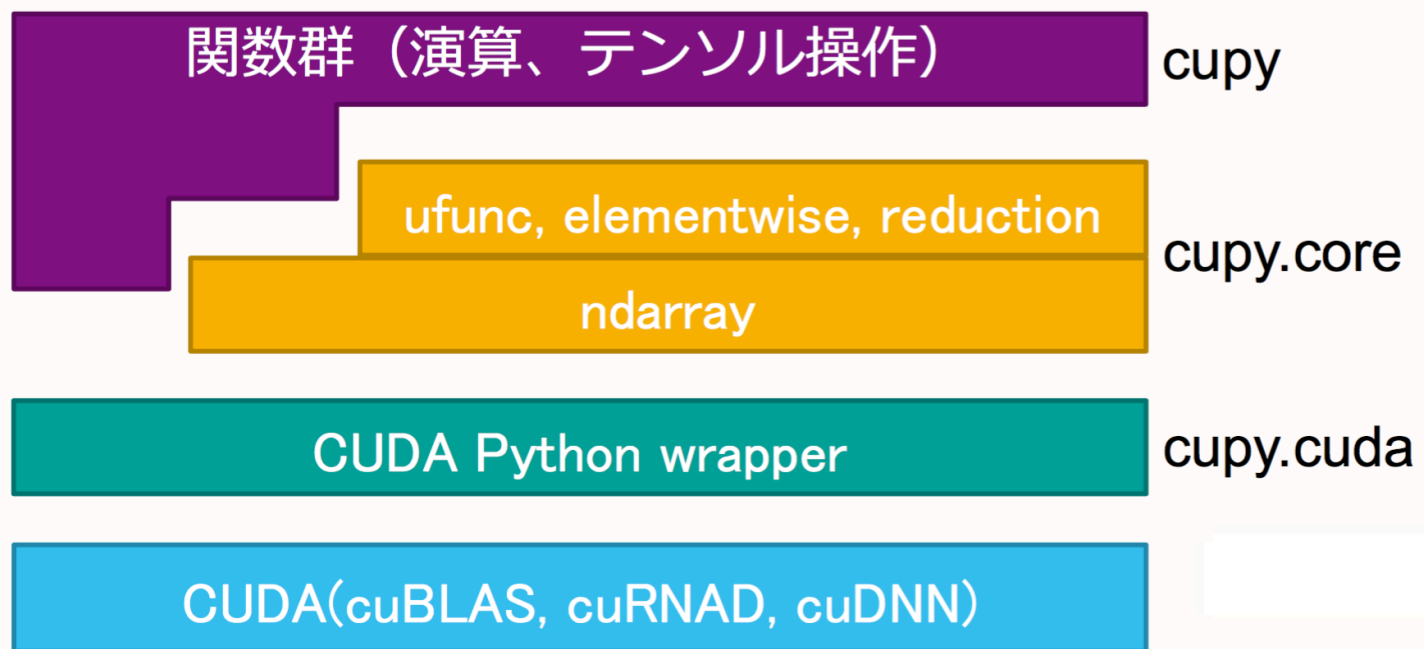 関数群（演算、テンソル操作） cupy
ufunc, elementwise, reduction
cupy.core
ndarray
CUDA Python wrapper cupy.cuda
CUDA(cuBLAS, cuRNAD, cuDNN)